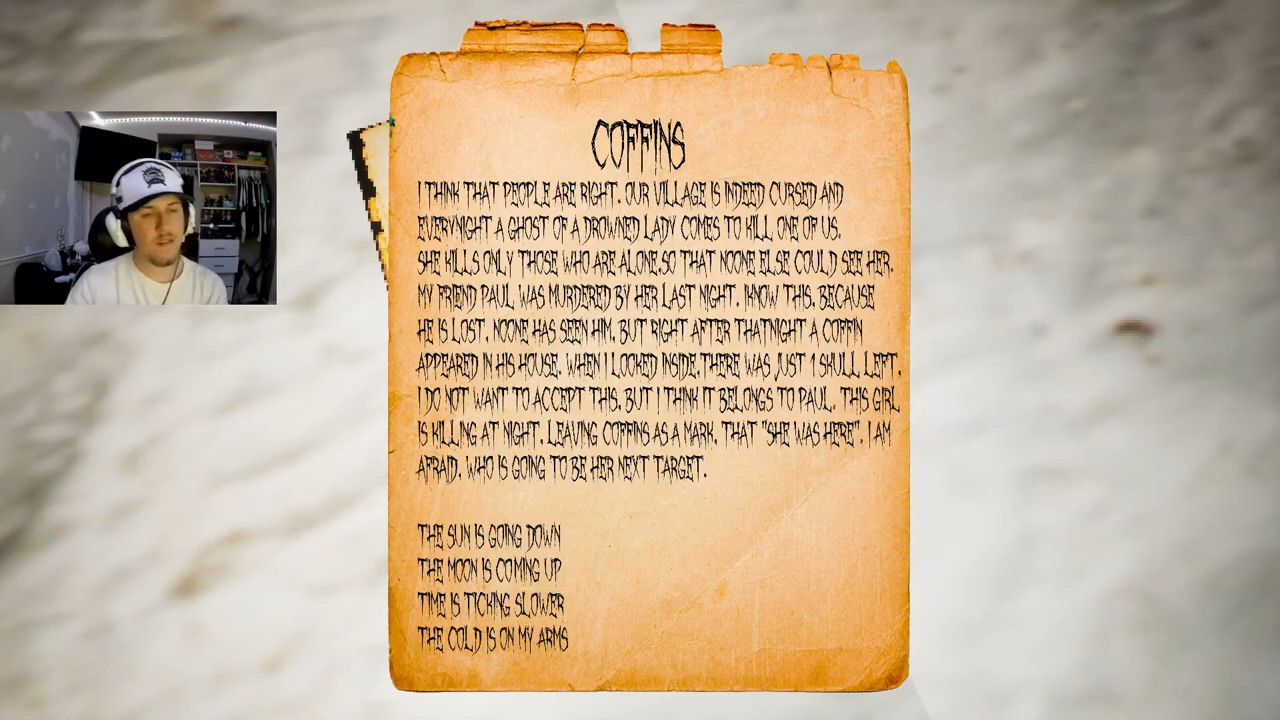 COFFINS
I THINK THAT PEOPLE ARE RIGHT. OUR VILLAGE IS INDEED CURSED AND
EVERYNIGHT A GHOST OF A DROWNED LADY COMES TO KILL ONE OF US.
SHE KILLS ONLY THOSE WHO ARE ALONE,SO THAT NOONE ELSE COULD SEE HER.
MY FRIEND PAUL WAS MURDERED BY HER LAST NIGHT. IKNOW THIS, BECAUSE
HE IS LOST. NOONE HAS SEEN HIM. BUT RIGHT AFTER THATNIGHT A COFFIN
APPEARED IN HIS HOUSE. WHEN I LOOKED INSIDE,THERE WAS JUST 1 SKULL LEFT.
I DO NOT WANT TO ACCEPT THIS, BUT I THINK IT BELONGS TO PAUL. THIS GIRL
IS KILLING AT NIGHT, LEAVING COFFINS AS A MARK, THAT "SHE WAS HERE". I AM
AFRAID, WHO IS GOING TO BE HER NEXT TARGET.
THE SUN IS GOING DOWN
THE MOON IS COMING UP
TIME IS TICKING SLOWER
THE COLD IS ON MY ARMS